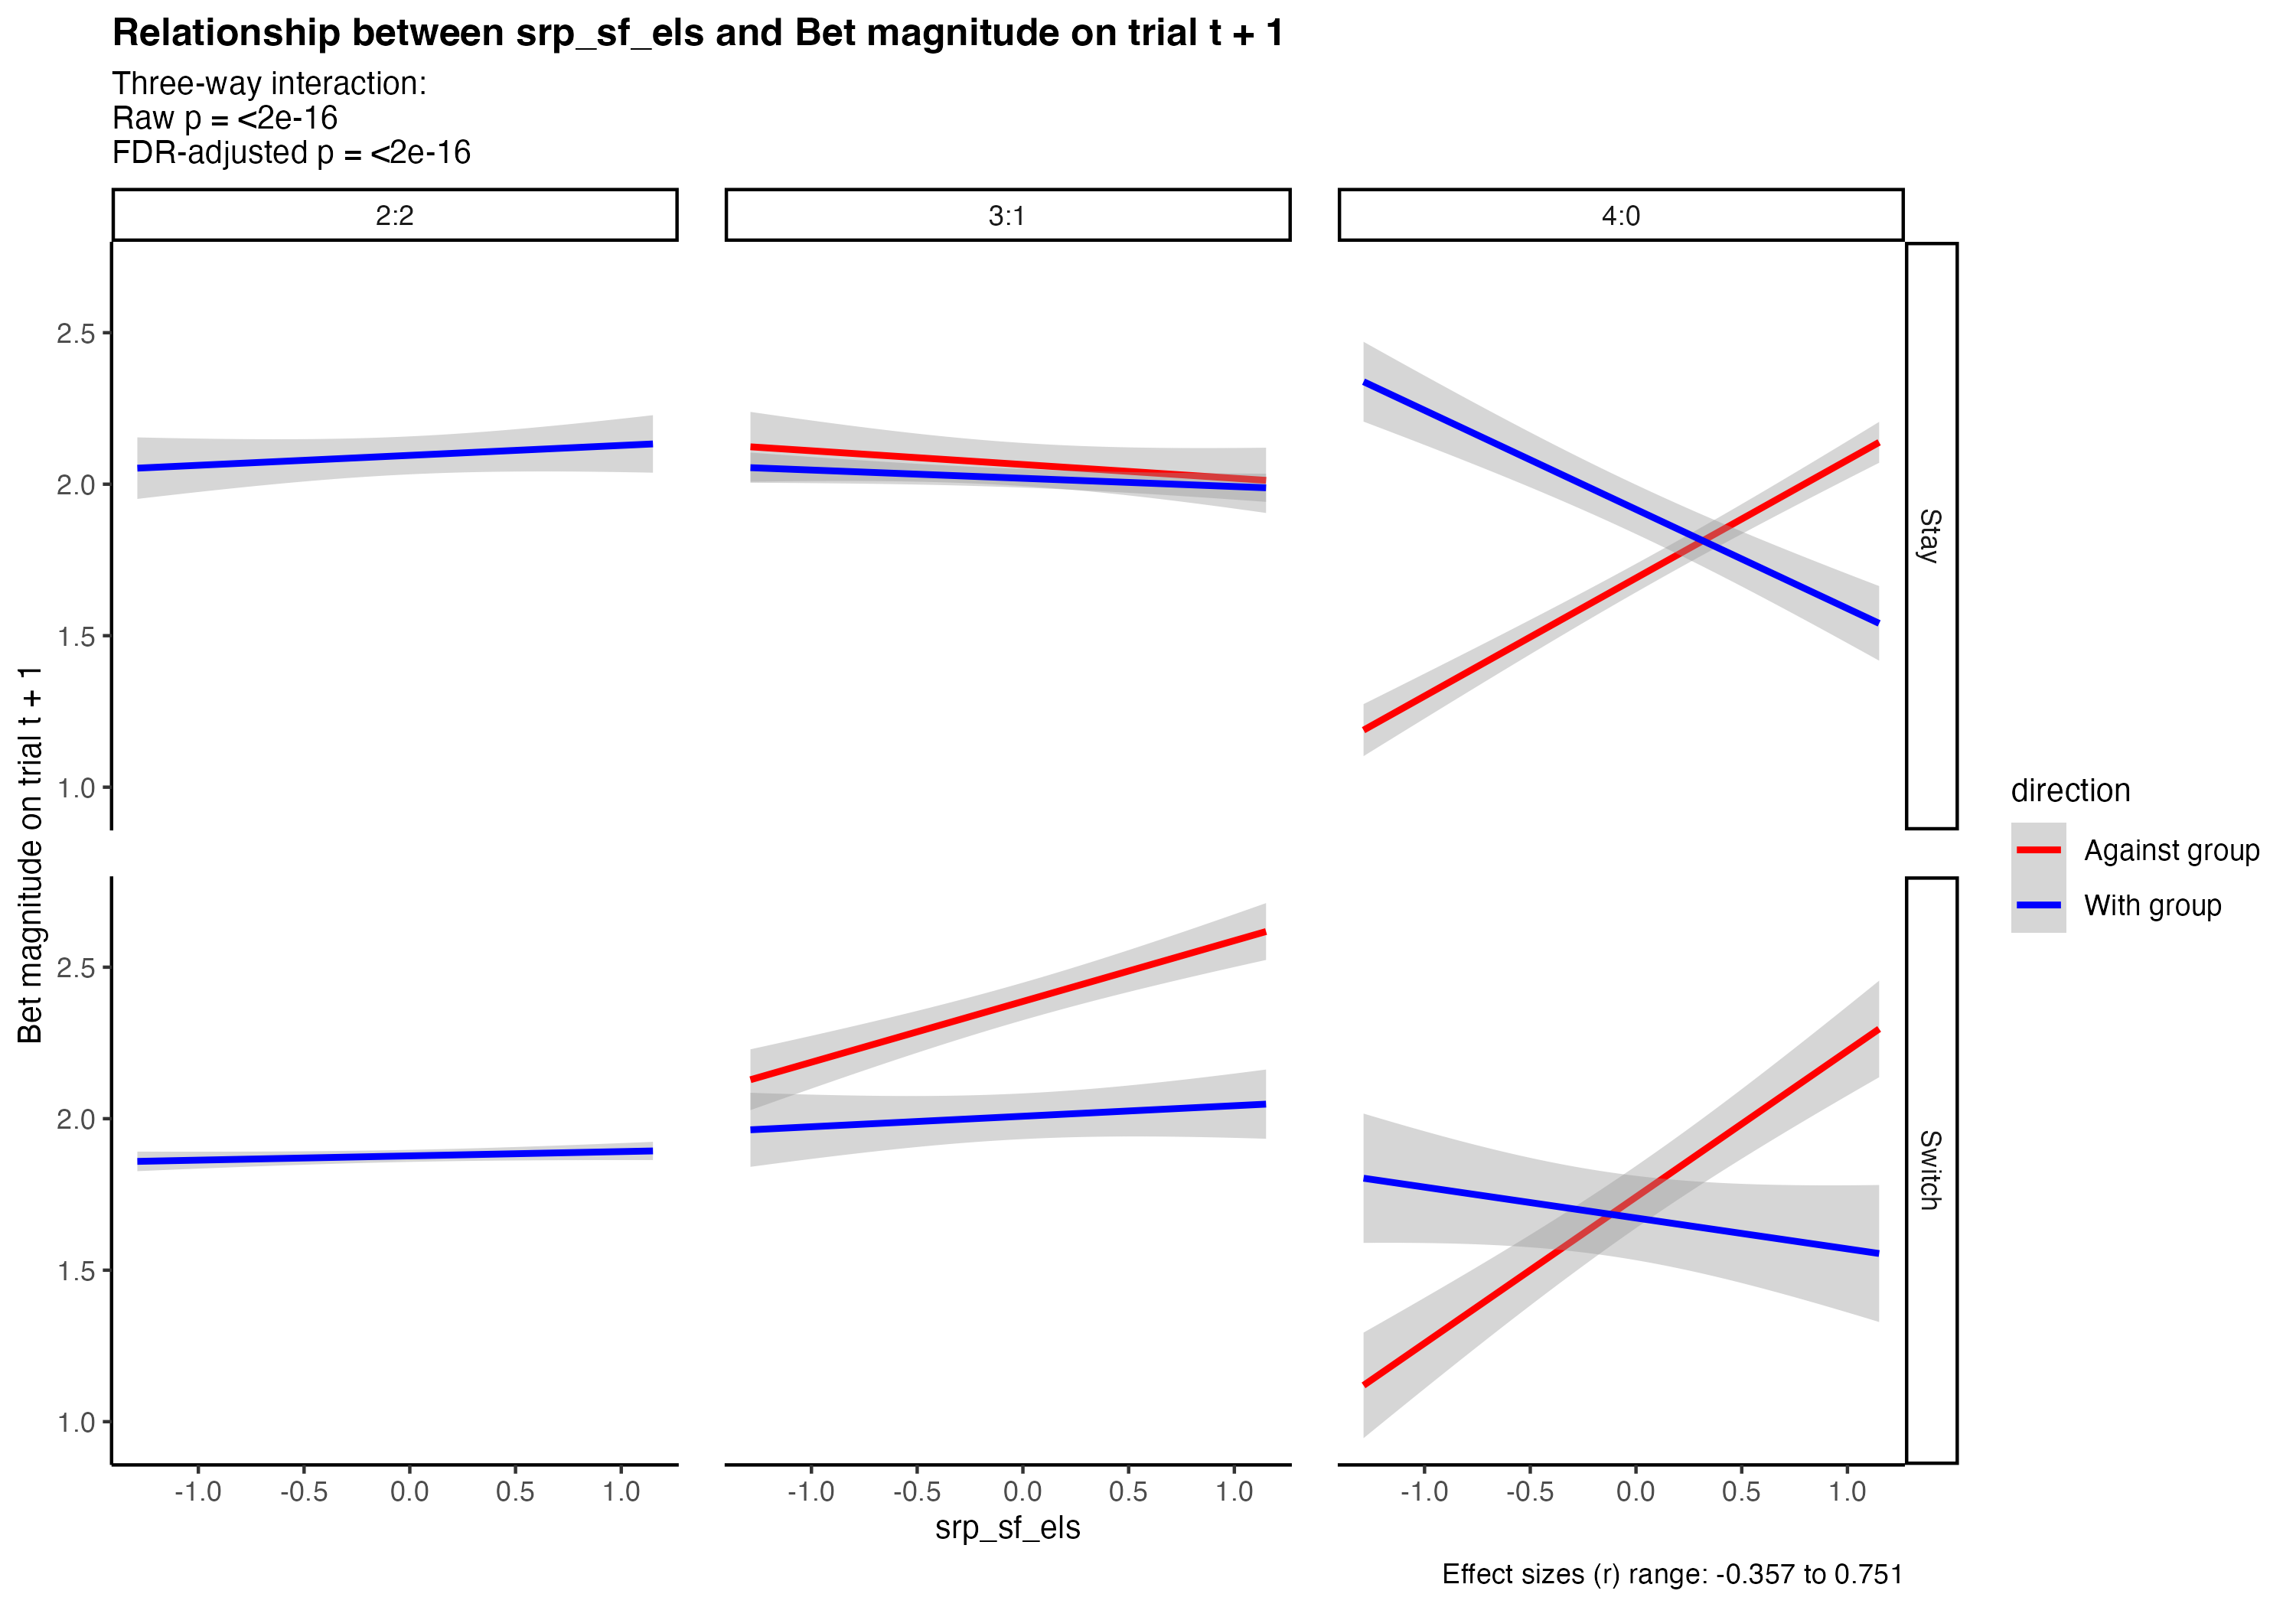 Relationship between srp_sf_els and Bet magnitude on trial t + 1
Three-way interaction:
Raw p = <2e-16
FDR-adjusted p = <2e-16
2:2
3:1
4:0
2.5
2.0
1.5
1.0
Stay
2.5
2.0
1.5
1.0
Switch
Bet magnitude on trial t + 1
-1.0 -0.5 0.0 0.5 1.0
-1.0 -0.5 0.0 0.5 1.0
-1.0 -0.5 0.0 0.5 1.0
srp_sf_els
direction
Against group
With group
Effect sizes (r) range: -0.357 to 0.751